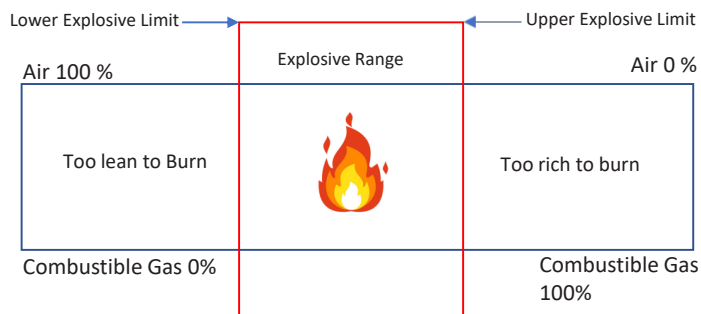 Lower Explosive Limit
Upper Explosive Limit
Explosive Range
Air 100 %
Air 0 %
Too lean to Burn
Too rich to burn
Combustible Gas 0%
Combustible Gas
100%